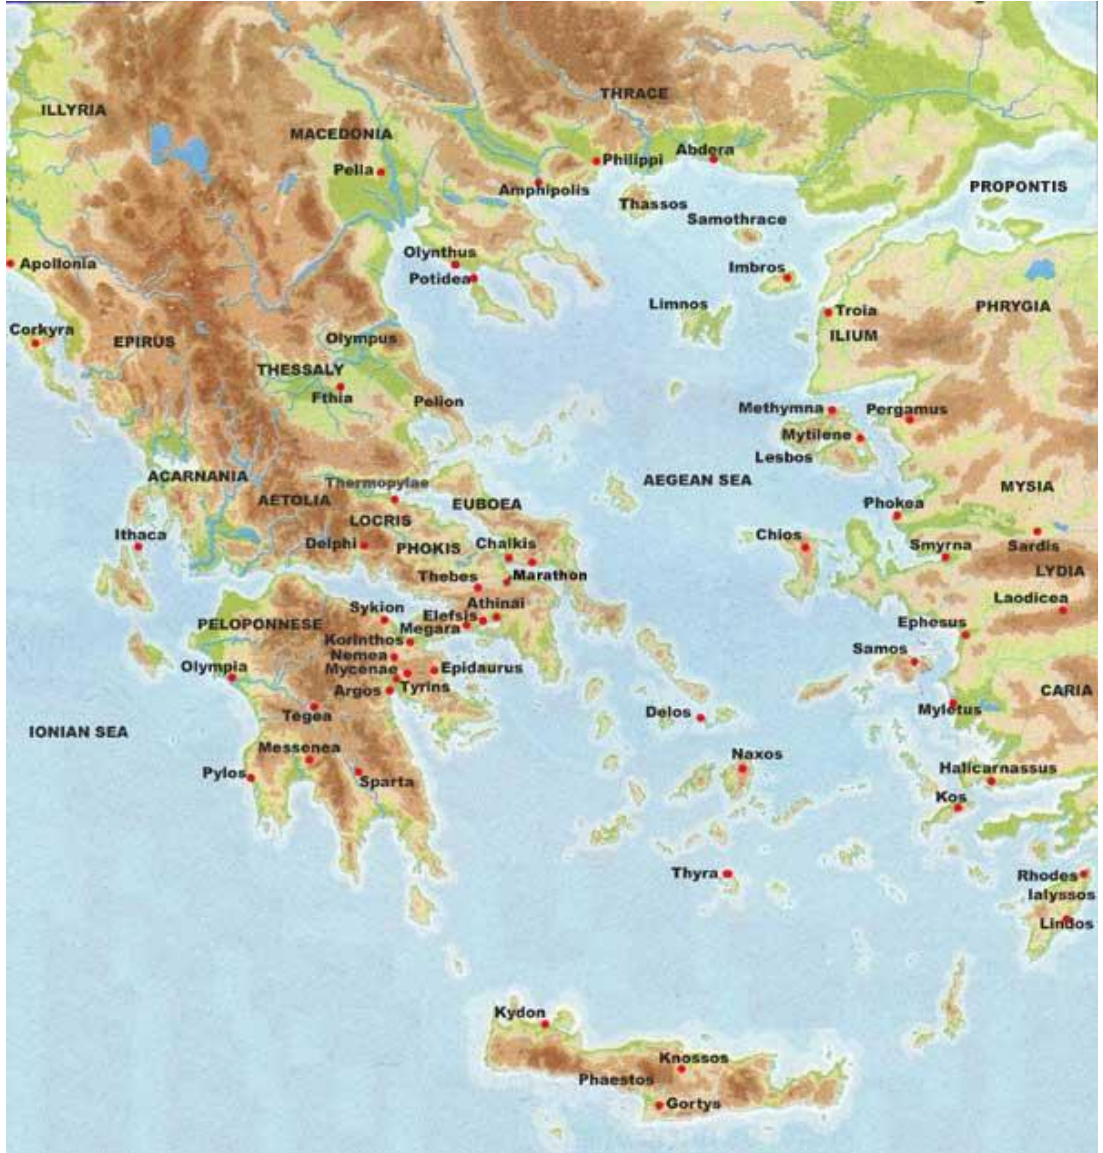 THRACE
ILLYRIA
MACEDONIA
Abdera
Philippi
Pella
Amphipolis
PROPONTIS
Thassos
Samothrace
Olynthus
Apollonia
Imbros
Potidea
Limnos
PHRYGIA
Troia
Corkyra
EPIRUS
Olympus
ILIUM
THESSALY
Fthia
Pelion
Methymna
Pergamus
Mytilene
Lesbos
ACARNANIA
Thermopylae
AEGEAN SEA
MYSIA
AETOLIA
EUBOEA
Phokea
LOCRIS
Ithaca
Chios
Delphi
PHOKIS
Chalkis
Smyrna
Sardis
LYDIA
Thebes
Marathon
Laodicea
Athinai
Sykion
Elefsis
PELOPONNESE
Megara
Ephesus
Korinthos
Samos
Nemea
Olympia
Mycenae
Epidaurus
Tyrins
Argos
CARIA
Myletus
Delos
Tegea
IONIAN SEA
Messenea
Naxos
Pylos
Sparta
Halicarnassus
Kos
Thyra
Rhodes
Ialyssos
Lindos
Kydon
Knossos
Phaestos
Gortys